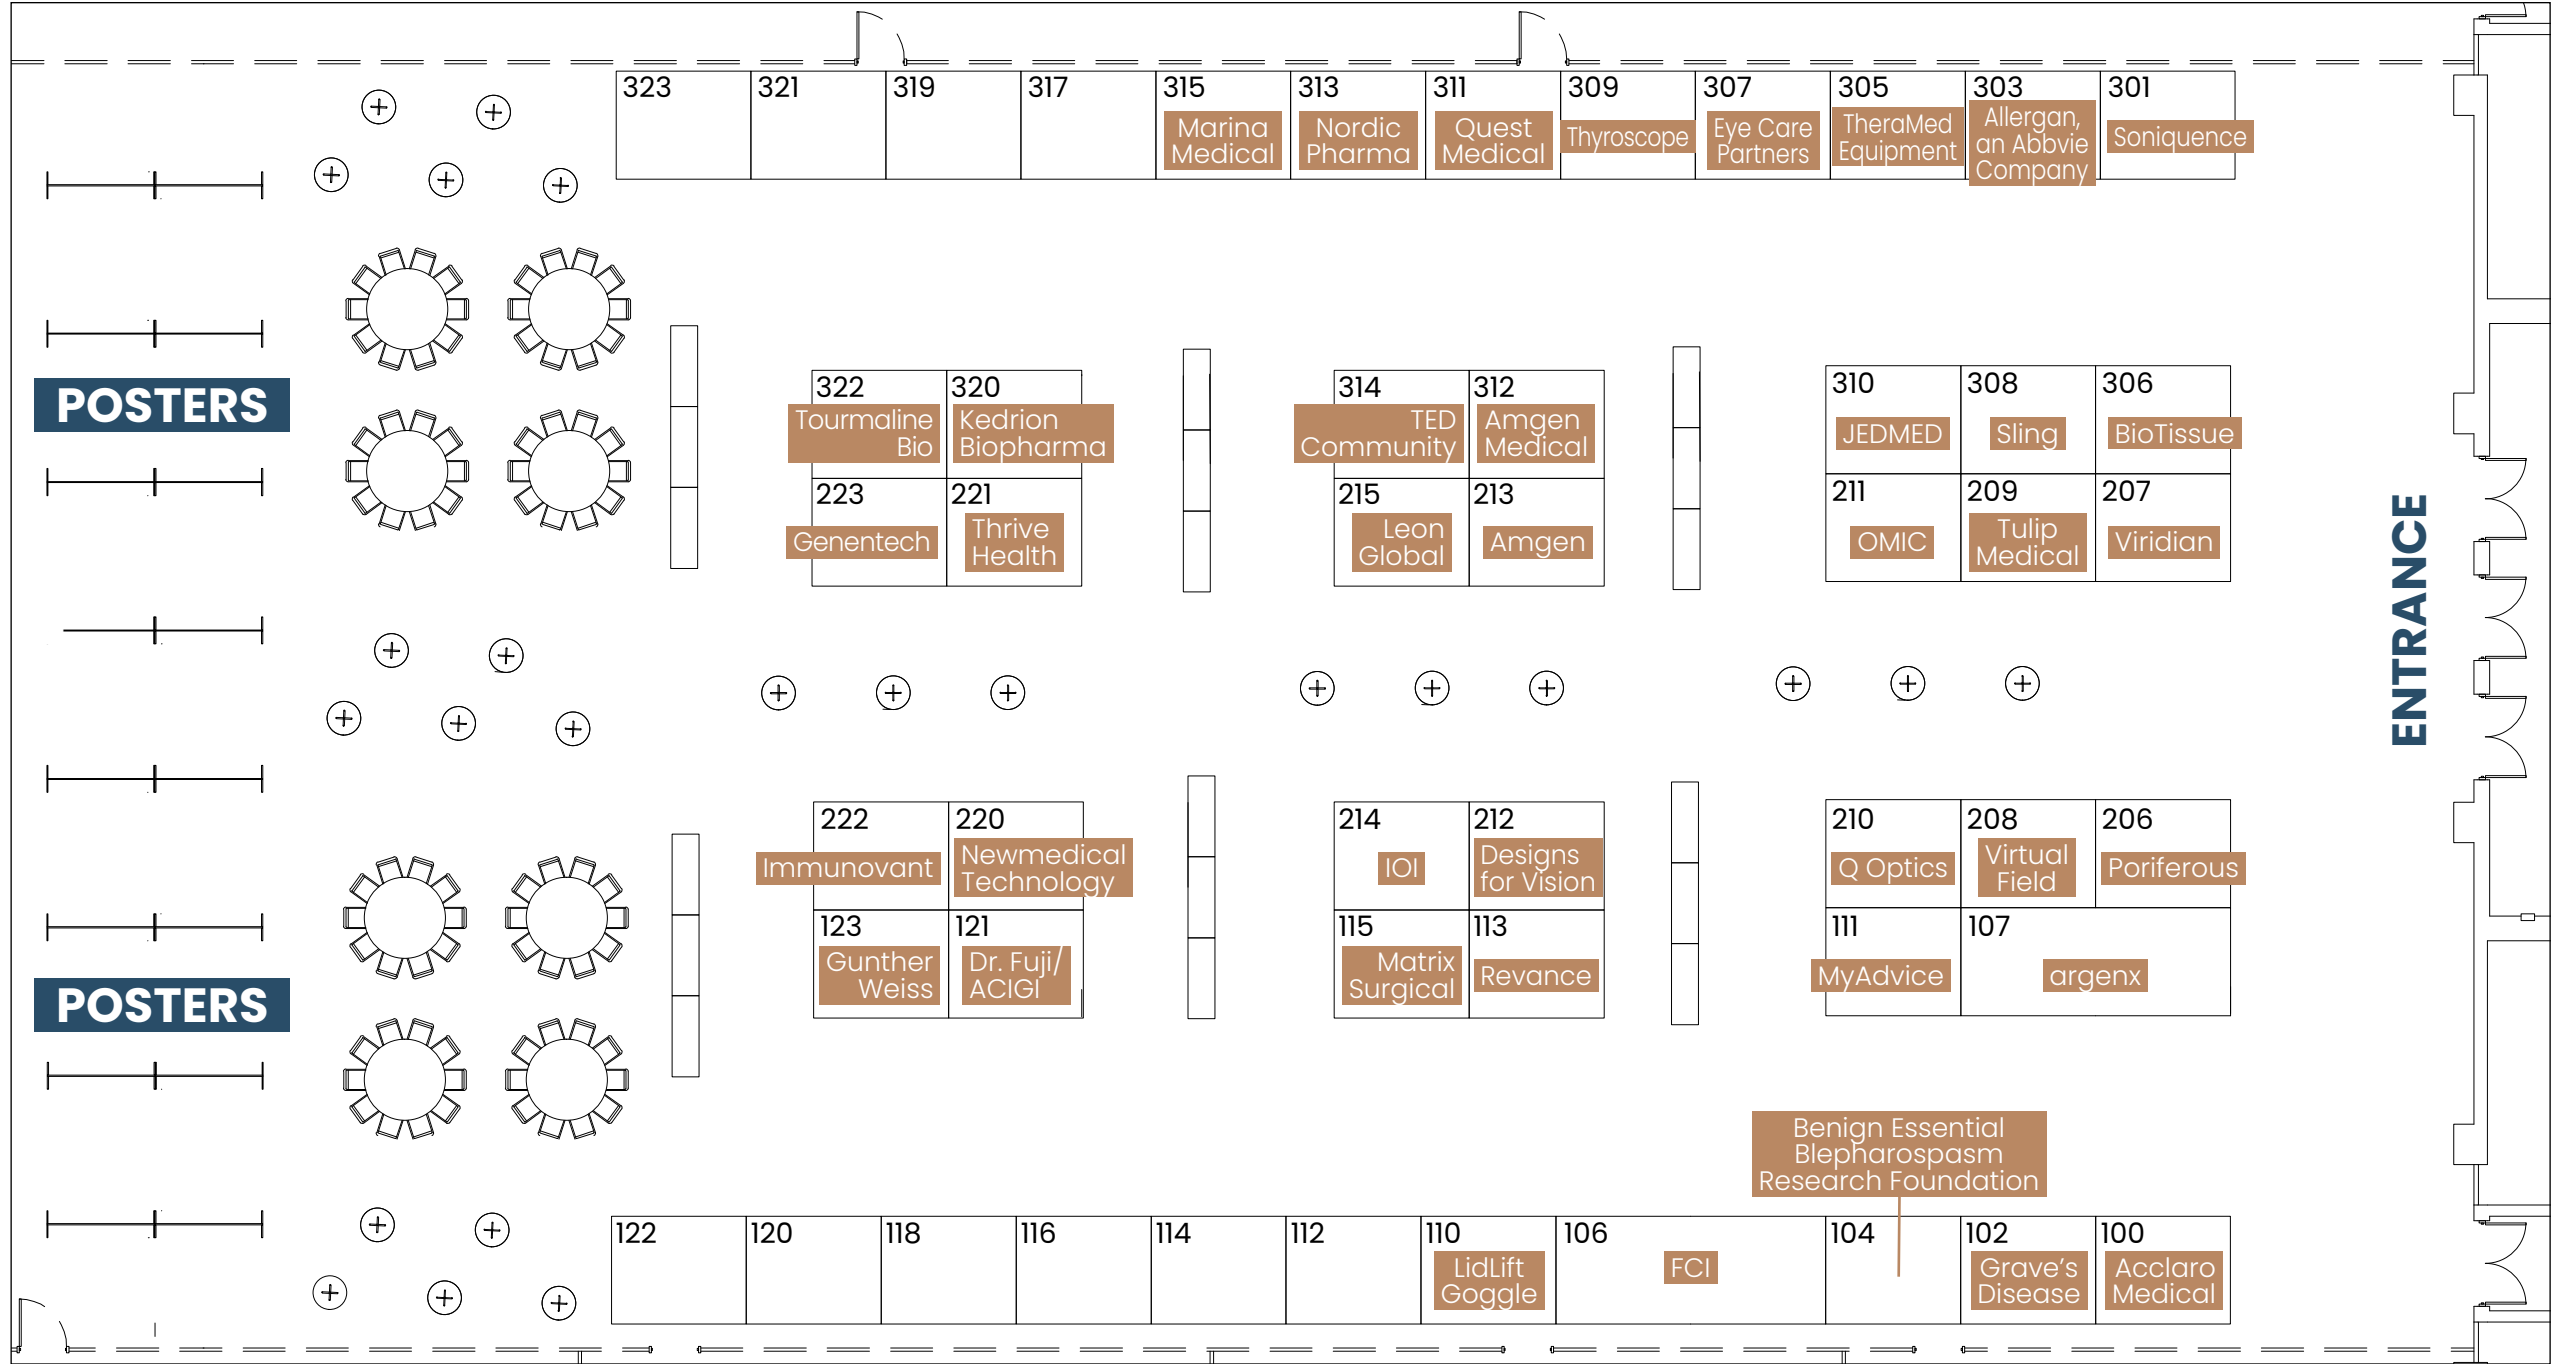 323
321
319
317
315
Marina
Medical
313
Nordic
Pharma
311
Quest
Medical
309
Thyroscope
307
Eye Care
Partners
305
TheraMed
Equipment
303
Allergan,
an Abbvie
Company
301
Soniquence
POSTERS
322
Tourmaline
Bio
320
Kedrion
Biopharma
223
Genentech
221
Thrive
Health
314
TED
Community
312
Amgen
Medical
215
Leon
Global
213
Amgen
310
JEDMED
308
Sling
306
BioTissue
211
OMIC
209
Tulip
Medical
207
Viridian
ENTRANCE
POSTERS
222
Immunovant
220
Newmedical
Technology
123
Gunther
Weiss
121
Dr. Fuji/
ACIGI
214
IOI
212
Designs
for Vision
115
Matrix
Surgical
113
Revance
210
Q Optics
208
Virtual
Field
206
Poriferous
111
MyAdvice
107
argenx
Benign Essential
Blepharospasm
Research Foundation
122
120
118
116
114
112
110
LidLift
Goggle
106
FCI
104
102
Grave's
Disease
100
Acclaro
Medical